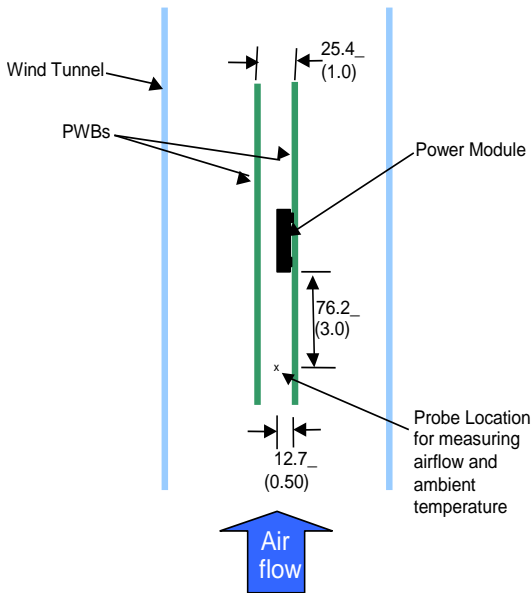 25.4_
(1.0)
Wind Tunnel
PWBs
Power Module
76.2_
(3.0)
x
Probe Location
for measuring
airflow and
ambient
temperature
12.7_
(0.50)
Air
flow